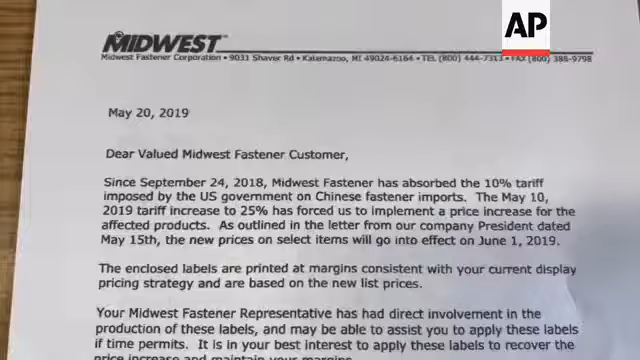 MIDWEST
AP
Midwest Fastener Corporation • 9031 Shaver Rd • Kalamazoo, MI 49024-6164 • TEL (800) 444-7313 • FAX (800) 388-9798
May 20, 2019
Dear Valued Midwest Fastener Customer,
Since September 24, 2018, Midwest Fastener has absorbed the 10% tariff
imposed by the US government on Chinese fastener imports.  The May 10,
2019 tariff increase to 25% has forced us to implement a price increase for the
affected products.  As outlined in the letter from our company President dated
May 15th, the new prices on select items will go into effect on June 1, 2019.
The enclosed labels are printed at margins consistent with your current display
pricing strategy and are based on the new list prices.
Your Midwest Fastener Representative has had direct involvement in the
production of these labels, and may be able to assist you to apply these labels
if time permits.  It is in your best interest to apply these labels to recover the
price increase and maintain your margins.